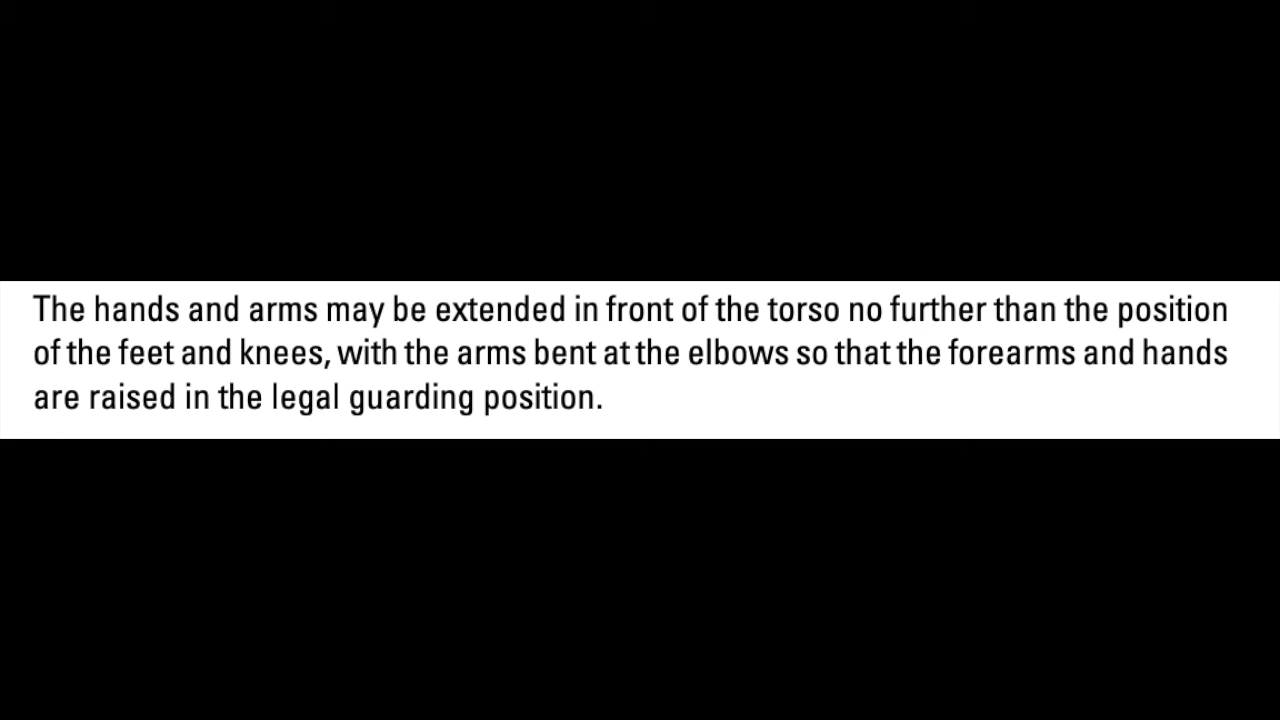 The hands and arms may be extended in front of the torso no further than the position
of the feet and knees, with the arms bent at the elbows so that the forearms and hands
are raised in the legal guarding position.